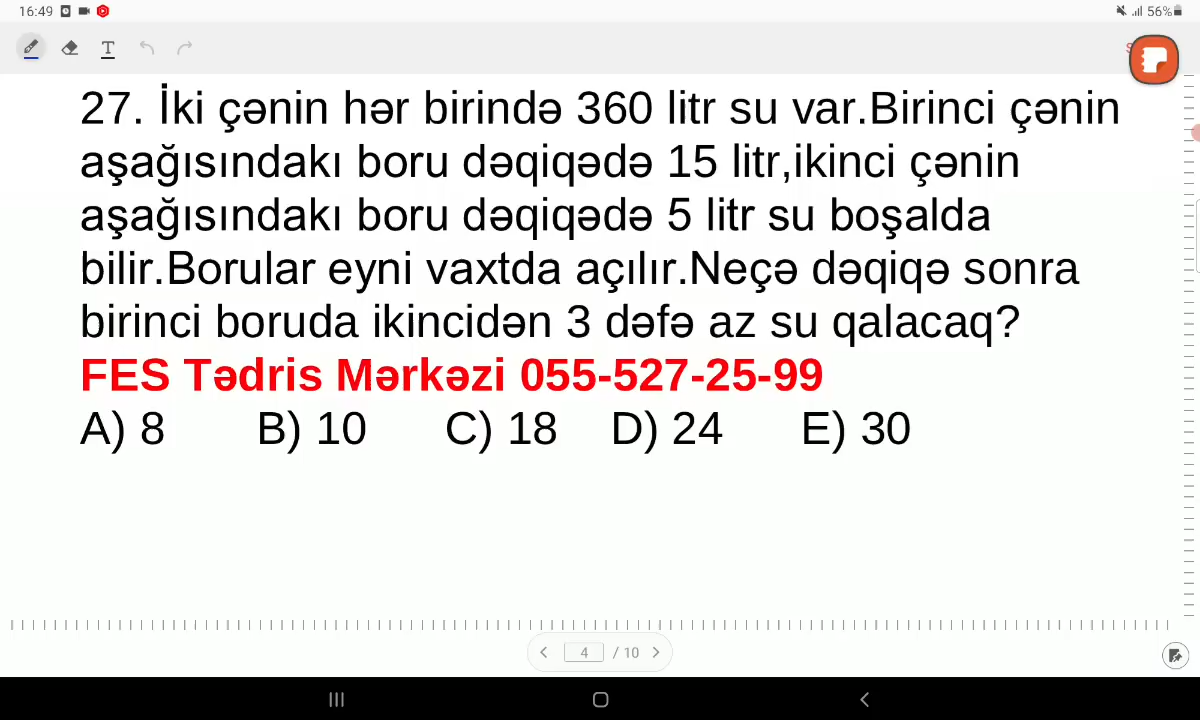 16:49
56%
27. İki çənin hər birində 360 litr su var.Birinci çənin
aşağısındakı boru dəqiqədə 15 litr,ikinci çənin
aşağısındakı boru dəqiqədə 5 litr su boşalda
bilir.Borular eyni vaxtda açılır.Neçə dəqiqə sonra
birinci boruda ikincidən 3 dəfə az su qalacaq?
FES Tədris Mərkəzi 055-527-25-99
A) 8 B) 10 C) 18 D) 24 E) 30
4 / 10